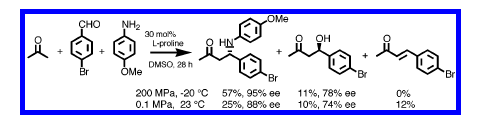 CHO
NH2
O
Br
OMe
30 mol%
L-proline
DMSO, 28 h
OMe
HN
O
Br
O
OH
Br
O
Br
+ + + +
200 MPa, -20 °C 57%, 95% ee 11%, 78% ee 0%
0.1 MPa, 23 °C 25%, 88% ee 10%, 74% ee 12%